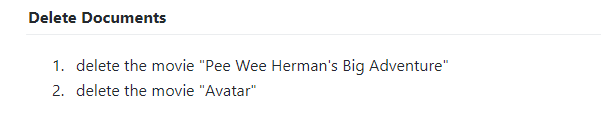 Delete Documents
1. delete the movie "Pee Wee Herman's Big Adventure"
2. delete the movie "Avatar"